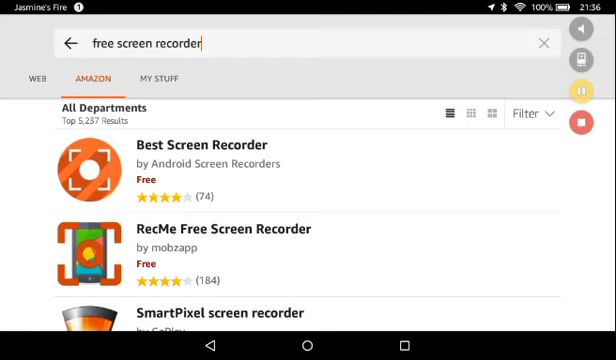 Jasmine's Fire 1 100% 21:36
free screen recorder
WEB AMAZON MY STUFF
All Departments
Top 5,237 Results
Filter
Best Screen Recorder
by Android Screen Recorders
Free
(74)
RecMe Free Screen Recorder
by mobzapp
Free
(184)
SmartPixel screen recorder
by GoPlay